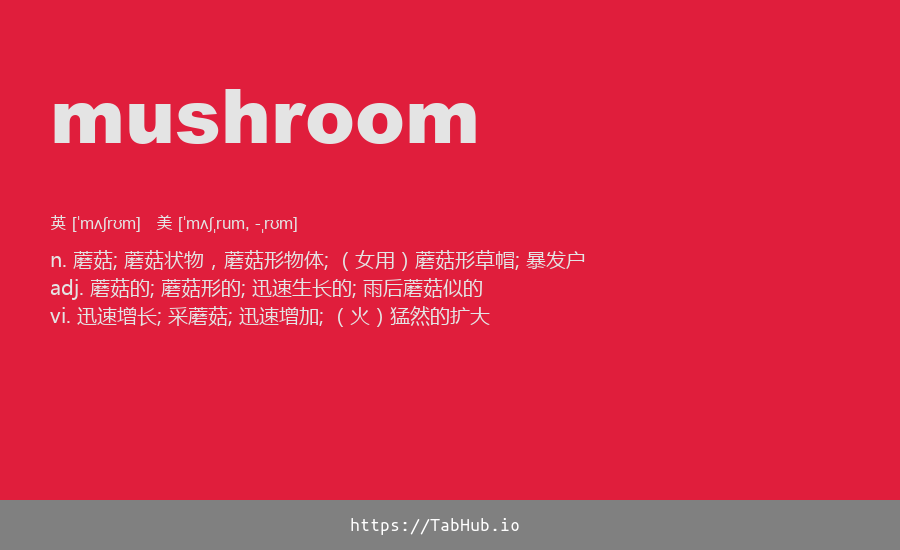 mushroom
英 [ˈmʌʃrʊm] 美 [ˈmʌʃˌrum, -ˌrʊm]
n. 蘑菇; 蘑菇状物，蘑菇形物体; （女用）蘑菇形草帽; 暴发户
adj. 蘑菇的; 蘑菇形的; 迅速生长的; 雨后蘑菇似的
vi. 迅速增长; 采蘑菇; 迅速增加; （火）猛然的扩大
https://TabHub.io